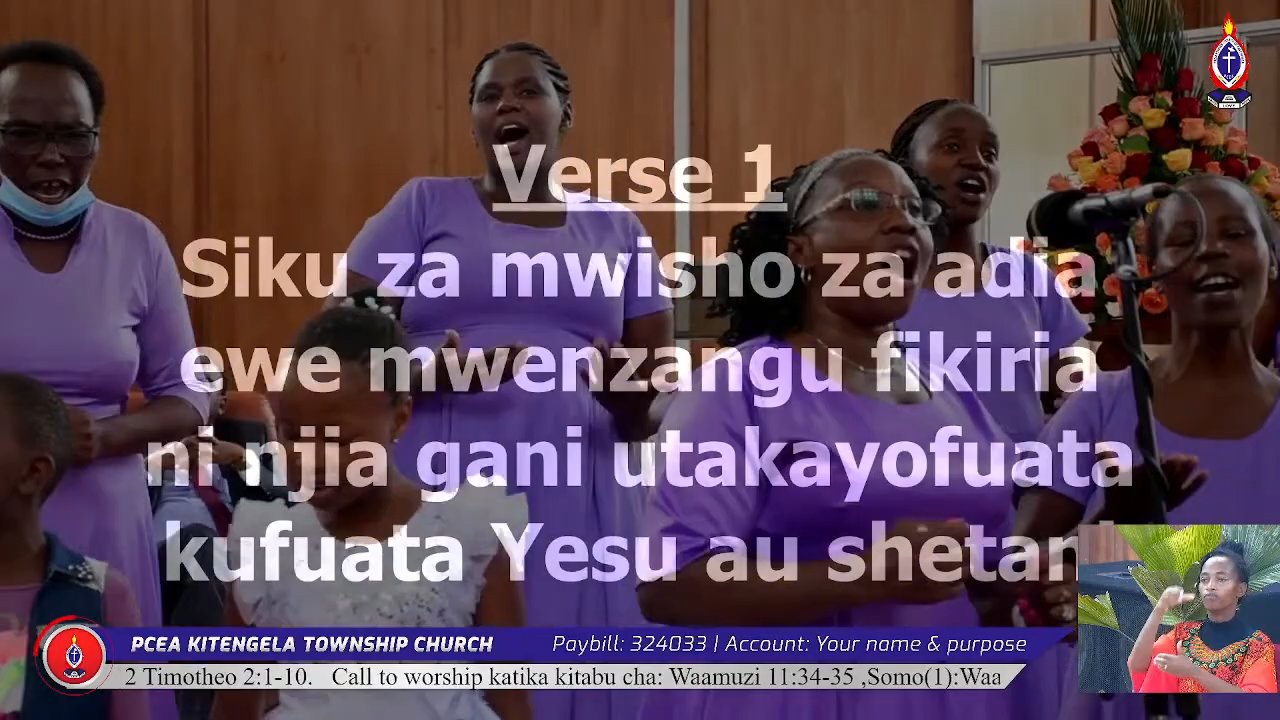 Verse 1
Siku za mwisho za adia
ewe mwenzangu fikiria
ni njia gani utakayofuata
kufuata Yesu au shetan
PCEA KITENGELA TOWNSHIP CHURCH
Paybill: 324033 | Account: Your name & purpose
2 Timotheo 2:1-10. Call to worship katika kitabu cha: Waamuzi 11:34-35 ,Somo(1):Waa